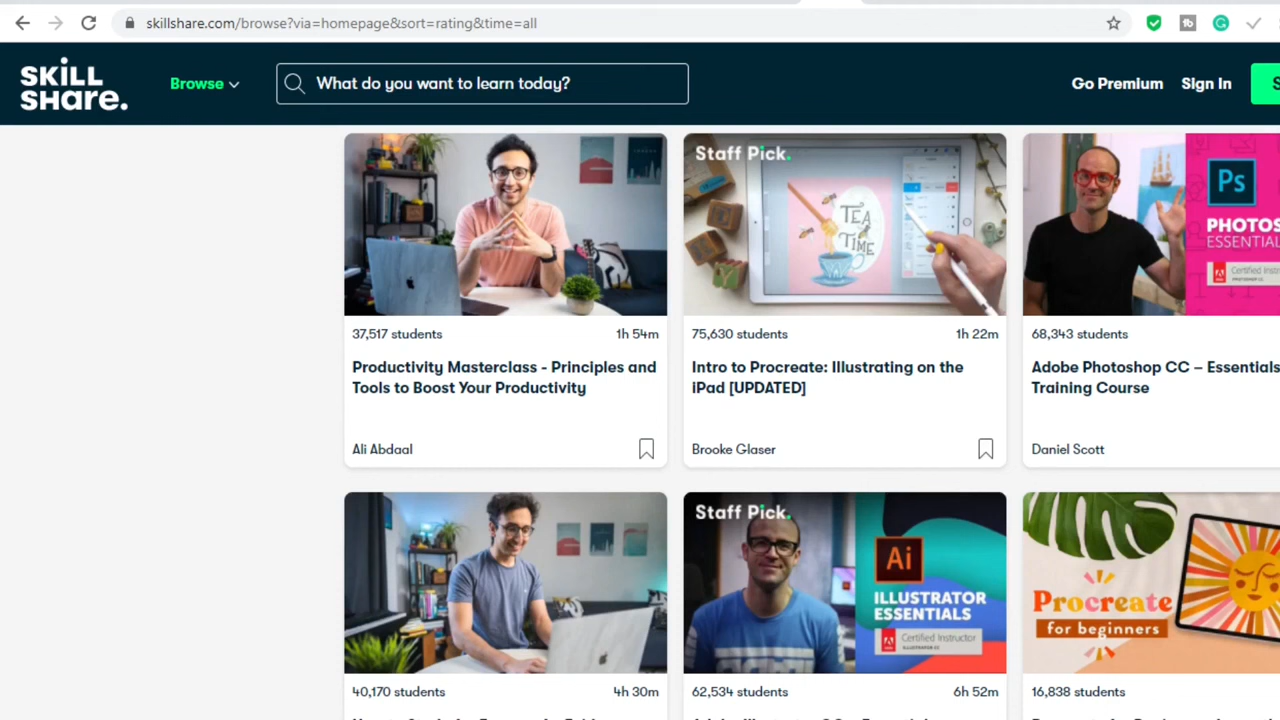 skillshare.com/browse?via=homepage&sort=rating&time=all
SKILL
SHARE.
Browse
What do you want to learn today?
Go Premium
Sign In
S
Staff Pick.
TEA
TIME
Ps
PHOTOS
ESSENTIAL
Certified Inst
37,517 students
1h 54m
75,630 students
1h 22m
68,343 students
Productivity Masterclass - Principles and
Tools to Boost Your Productivity
Intro to Procreate: Illustrating on the
iPad [UPDATED]
Adobe Photoshop CC – Essentials
Training Course
Ali Abdaal
Brooke Glaser
Daniel Scott
Staff Pick.
Ai
ILLUSTRATOR
ESSENTIALS
Certified Instructor
ILLUSTRATOR CC
Procreate
for beginners
40,170 students
4h 30m
62,534 students
6h 52m
16,838 students